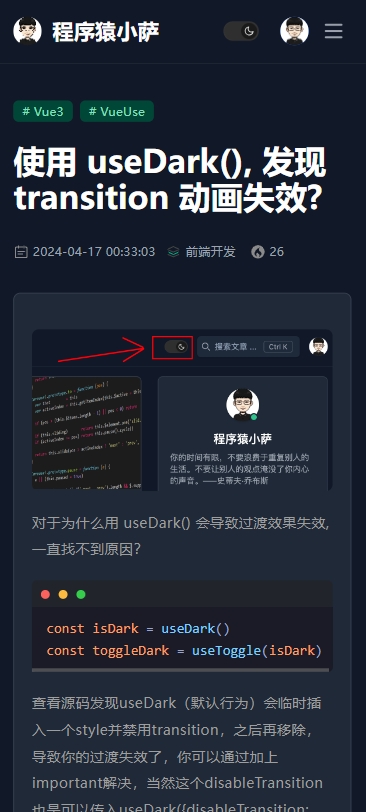 程序猿小萨
# Vue3 # VueUse
使用 useDark(), 发现
transition 动画失效?
2024-04-17 00:33:03 前端开发 26
搜索文章 ... Ctrl K
程序猿小萨
你的时间有限，不要浪费于重复别人的
生活。不要让别人的观点淹没了你内心
的声音。——史蒂夫·乔布斯
对于为什么用 useDark() 会导致过渡效果失效,
一直找不到原因？
const isDark = useDark()
const toggleDark = useToggle(isDark)
查看源码发现useDark（默认行为）会临时插
入一个style并禁用transition，之后再移除，
导致你的过渡失效了，你可以通过加上
important解决，当然这个disableTransition
也是可以传入useDark({disableTransition: